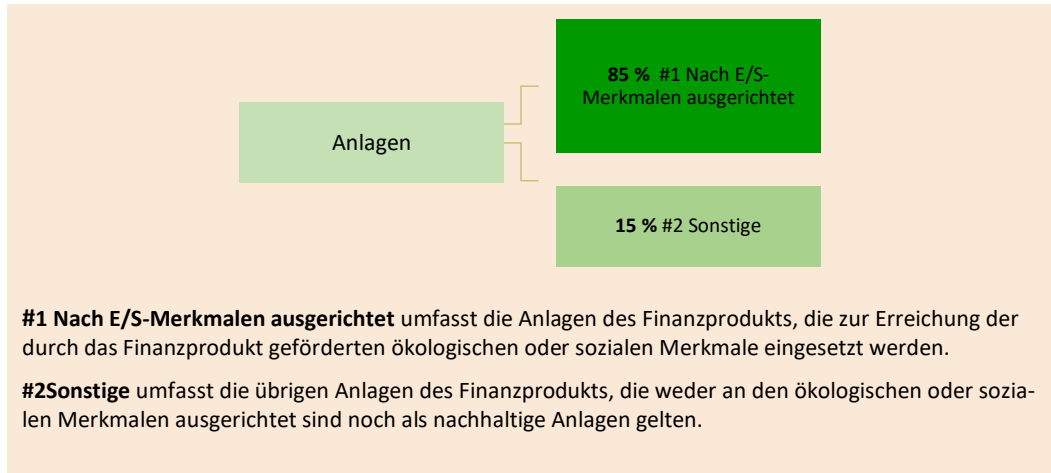 85 % #1 Nach E/S-
Merkmalen ausgerichtet
Anlagen
15 % #2 Sonstige
#1 Nach E/S-Merkmalen ausgerichtet umfasst die Anlagen des Finanzprodukts, die zur Erreichung der
durch das Finanzprodukt geförderten ökologischen oder sozialen Merkmale eingesetzt werden.
#2Sonstige umfasst die übrigen Anlagen des Finanzprodukts, die weder an den ökologischen oder sozia-
len Merkmalen ausgerichtet sind noch als nachhaltige Anlagen gelten.